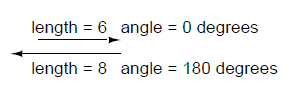 length = 6 angle = 0 degrees
length = 8 angle = 180 degrees